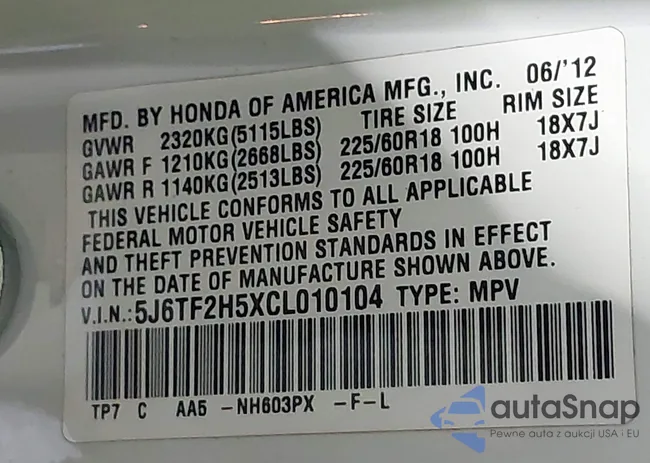 MFD. BY HONDA OF AMERICA MFG., INC. 06/'12
GVWR 2320KG(5115LBS) TIRE SIZE RIM SIZE
GAWR F 1210KG(2668LBS) 225/60R18 100H 18X7J
GAWR R 1140KG(2513LBS) 225/60R18 100H 18X7J
THIS VEHICLE CONFORMS TO ALL APPLICABLE
FEDERAL MOTOR VEHICLE SAFETY
AND THEFT PREVENTION STANDARDS IN EFFECT
ON THE DATE OF MANUFACTURE SHOWN ABOVE.
V.I.N.:5J6TF2H5XCL010104 TYPE: MPV
TP7 C AA5 -NH603PX -F-L
autaSnap
Pewne auta z aukcji USA i EU